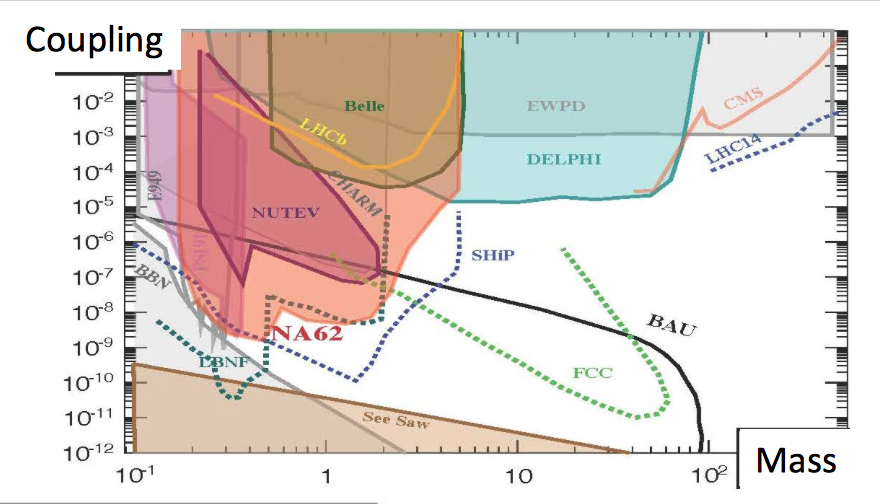 Coupling
10-2
10-3
10-4
10-5
10-6
10-7
10-8
10-9
10-10
10-11
10-12
Belle
EWPD
CMS
LHCb
LHC14
DELPHI
CHARM
E949
NUTEV
PS191
SHiP
BBN
BAU
NA62
LBNF
FCC
See Saw
10-1
1
10
102
Mass